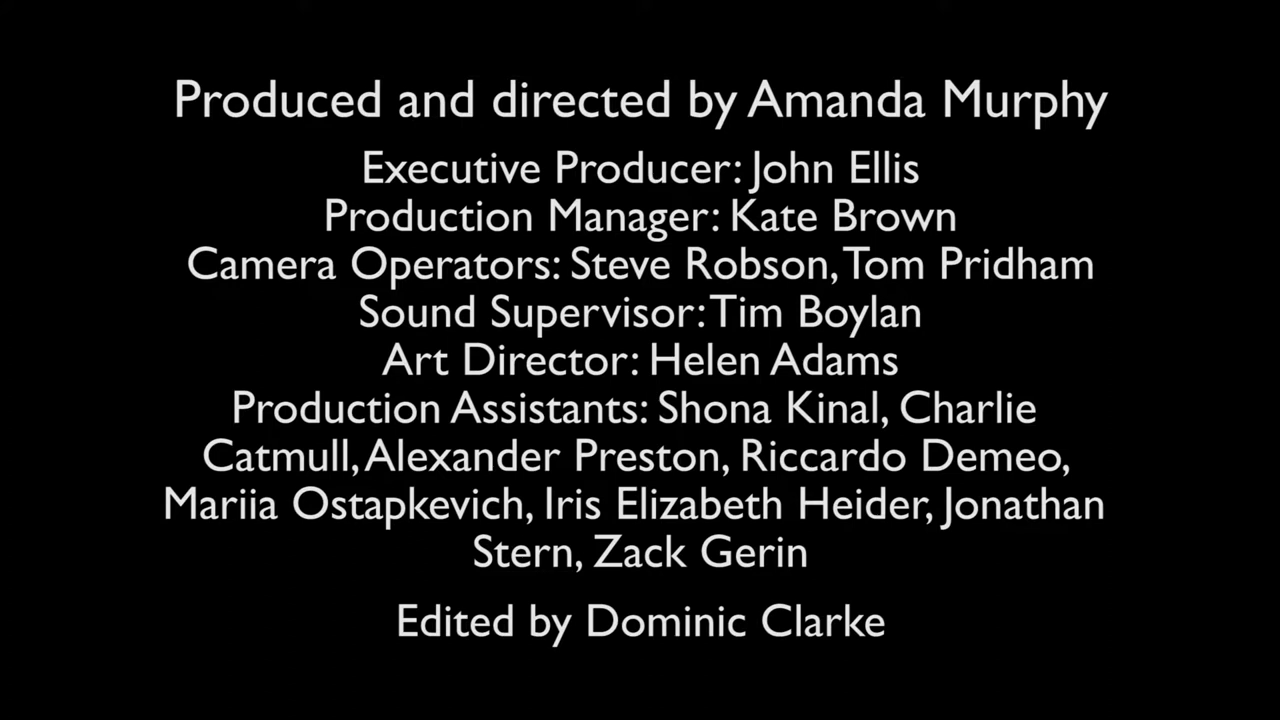 Produced and directed by Amanda Murphy
Executive Producer: John Ellis
Production Manager: Kate Brown
Camera Operators: Steve Robson, Tom Pridham
Sound Supervisor: Tim Boylan
Art Director: Helen Adams
Production Assistants: Shona Kinal, Charlie
Catmull, Alexander Preston, Riccardo Demeo,
Mariia Ostapkevich, Iris Elizabeth Heider, Jonathan
Stern, Zack Gerin
Edited by Dominic Clarke